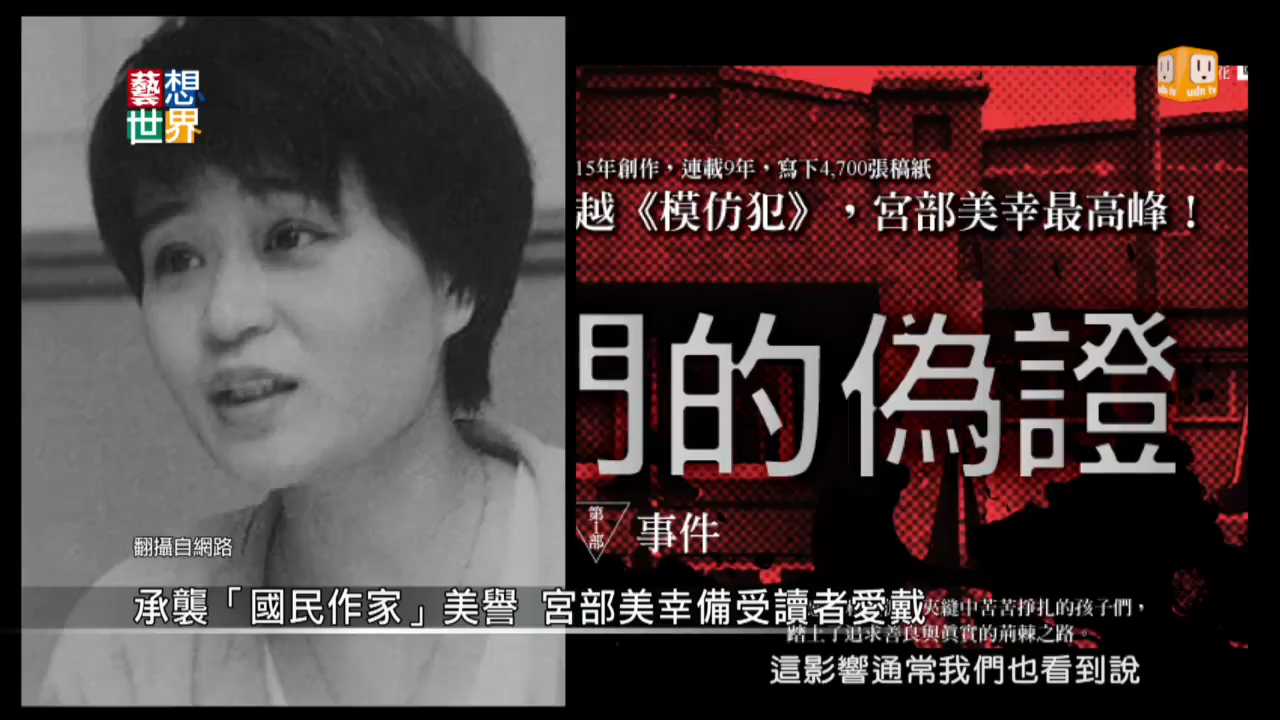 藝想
世界
udn tv
udn tv
花
15年創作，連載9年，寫下4,700張稿紙
越《模仿犯》，宮部美幸最高峰！
的偽證
第Ⅰ部
事件
翻攝自網路
承襲「國民作家」美譽 宮部美幸備受讀者愛戴
夾縫中苦苦掙扎的孩子們，
踏上了追求善良與真實的荊棘之路。
這影響通常我們也看到說